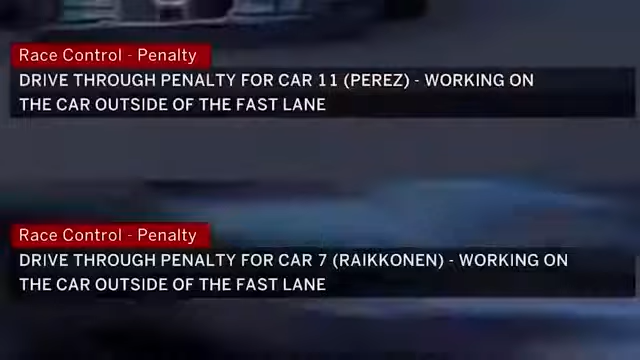 Race Control - Penalty
DRIVE THROUGH PENALTY FOR CAR 11 (PEREZ) - WORKING ON
THE CAR OUTSIDE OF THE FAST LANE
Race Control - Penalty
DRIVE THROUGH PENALTY FOR CAR 7 (RAIKKONEN) - WORKING ON
THE CAR OUTSIDE OF THE FAST LANE